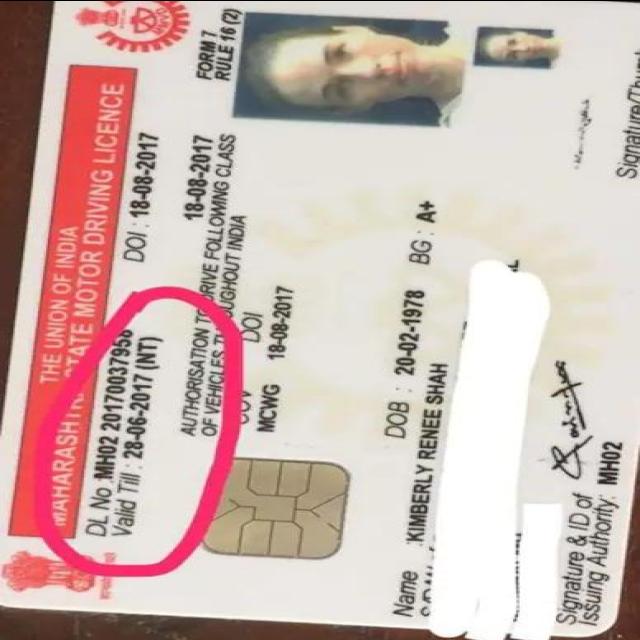 THE UNION OF INDIA
MAHARASHTRA STATE MOTOR DRIVING LICENCE
DL No :MH02 2017003795 DOI : 18-08-2017
Valid Till : 28-06-2017 (NT) 18-08-2017
FORM 7
RULE 16 (2)
AUTHORISATION TO DRIVE FOLLOWING CLASS
OF VEHICLES THROUGHOUT INDIA
COV DOI
MCWG 18-08-2017
DOB : 20-02-1978 BG : A+
Name :KIMBERLY RENEE SHAH
Signature & ID of
Issuing Authority: MH02
Signature/Thumb